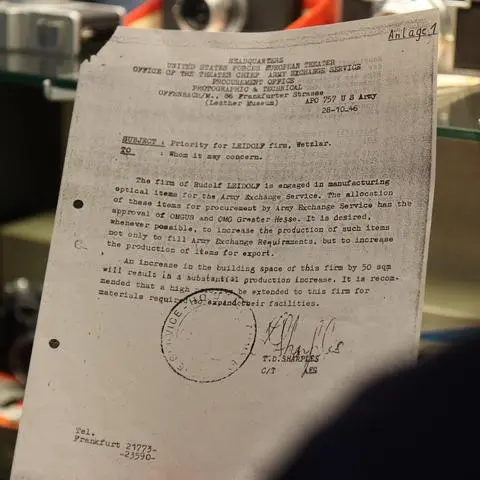 Anlage 1
HEADQUARTERS
UNITED STATES FORCES EUROPEAN THEATER
OFFICE OF THE THEATER CHIEF ARMY EXCHANGE SERVICE
PROCUREMENT OFFICE
PHOTOGRAPHIC & TECHNICAL
OFFENBACH/M., 86 Frankfurter Strasse
(Leather Museum) APO 757 U S Army
28-10-46
SUBJECT : Priority for LEIDOLF firm, Wetzlar.
TO : Whom it may concern.
The firm of Rudolf LEIDOLF is engaged in manufacturing
optical items for the Army Exchange Service. The allocation
of these items for procurement by Army Exchange Service has the
approval of OMGUS and OMG Greater-Hesse. It is desired,
whenever possible, to increase the production of such items
not only to fill Army Exchange Requirements, but to increase
the production of items for export.
An increase in the building space of this firm by 50 sqm
will result in a substantial production increase. It is recom-
mended that a high be extended to this firm for
materials required to expand their facilities.
T.D. SHARPLES
C/T AES
Tel.
Frankfurt 21773-
-23590-